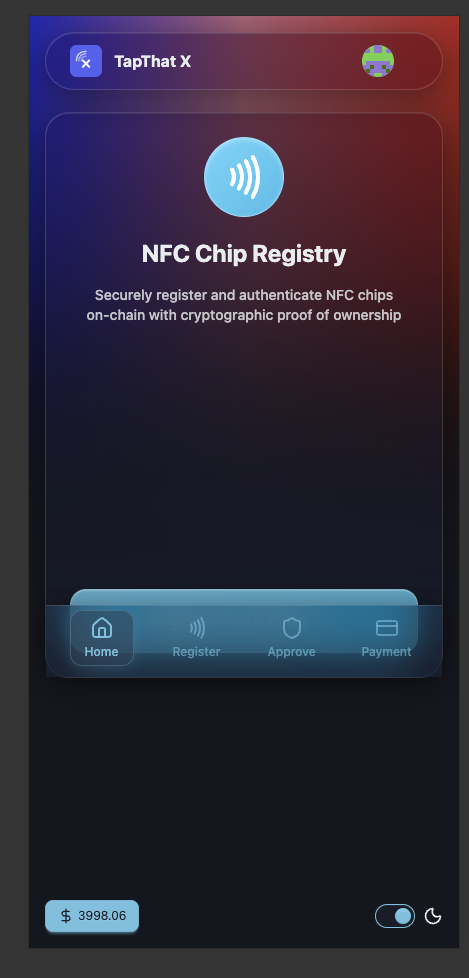 TapThat X
NFC Chip Registry
Securely register and authenticate NFC chips
on-chain with cryptographic proof of ownership
Home Register Approve Payment
$ 3998.06